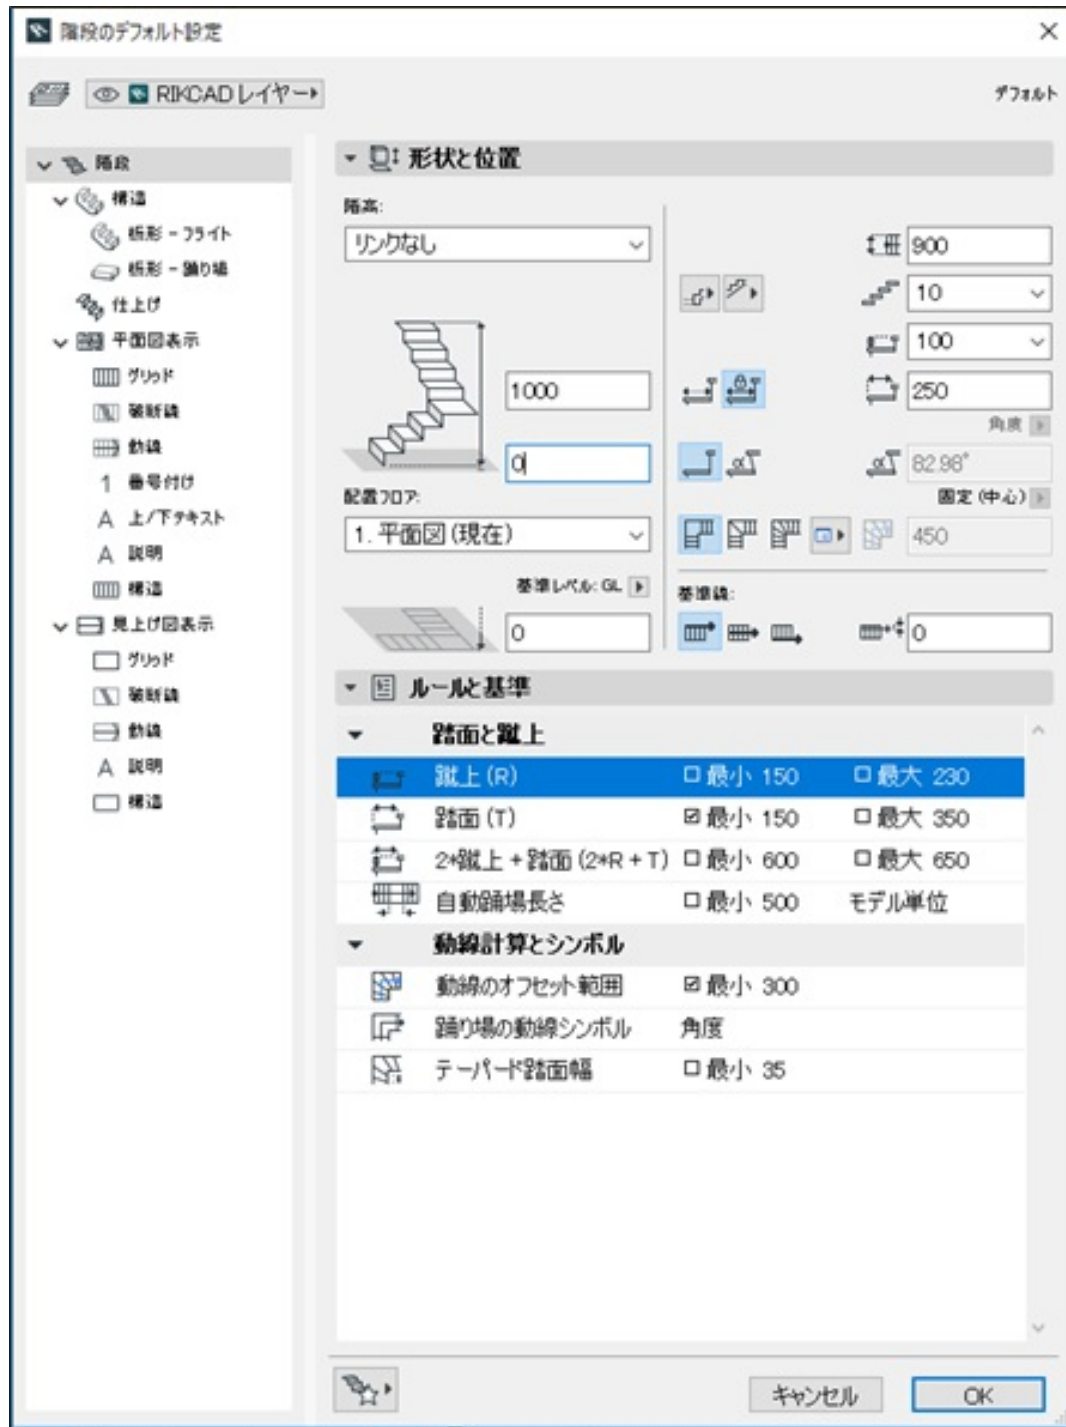 階段のデフォルト設定
RIKCAD レイヤー
デフォルト
階段
構造
板形 - フライト
板形 - 踊り場
仕上げ
平面図表示
グリッド
破断線
動線
1 番号付け
A 上/下テキスト
A 説明
構造
見上げ図表示
グリッド
破断線
動線
A 説明
構造
形状と位置
階高:
リンクなし
1000
0
配置フロア:
1. 平面図 (現在)
基準レベル: GL
0
900
10
100
250
角度
82.98°
固定 (中心)
450
基準線:
0
ルールと基準
踏面と蹴上
蹴上 (R) 最小 150 最大 230
踏面 (T) 最小 150 最大 350
2*蹴上 + 踏面 (2*R + T) 最小 600 最大 650
自動踊場長さ 最小 500 モデル単位
動線計算とシンボル
動線のオフセット範囲 最小 300
踊り場の動線シンボル 角度
テーパード踏面幅 最小 35
キャンセル
OK